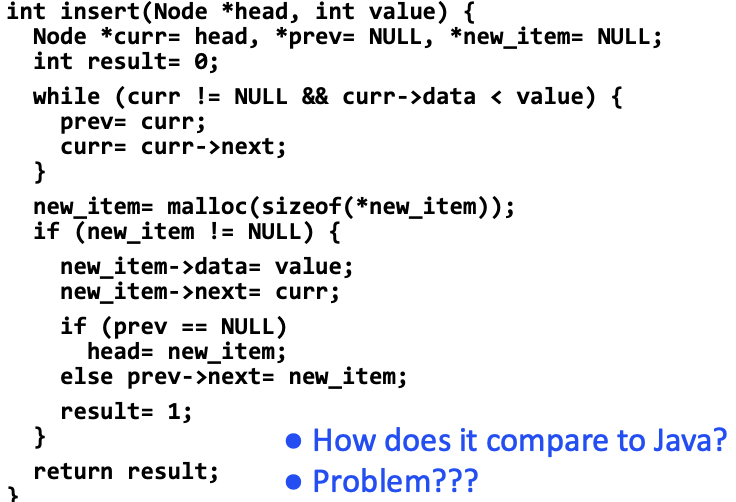 int insert(Node *head, int value) {
  Node *curr= head, *prev= NULL, *new_item= NULL;
  int result= 0;
  while (curr != NULL && curr->data < value) {
    prev= curr;
    curr= curr->next;
  }
  new_item= malloc(sizeof(*new_item));
  if (new_item != NULL) {
    new_item->data= value;
    new_item->next= curr;
    if (prev == NULL)
      head= new_item;
    else prev->next= new_item;
    result= 1;
  }
  return result;
}
● How does it compare to Java?
● Problem???